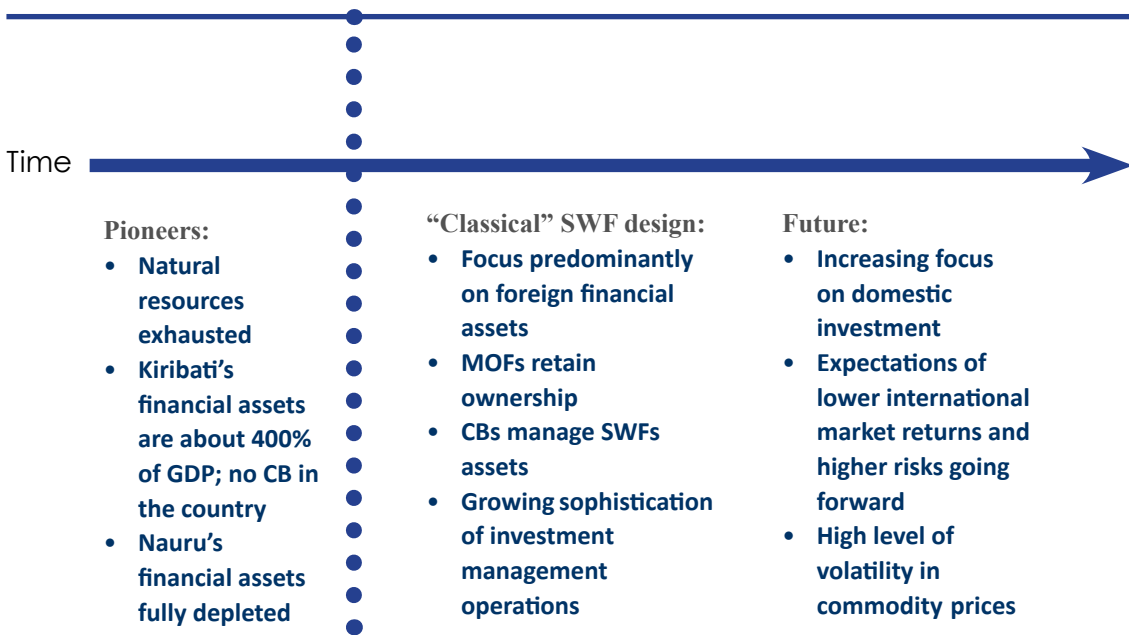 Time
Pioneers:
• Natural
resources
exhausted
• Kiribati’s
financial assets
are about 400%
of GDP; no CB in
the country
• Nauru’s
financial assets
fully depleted
“Classical” SWF design:
• Focus predominantly
on foreign financial
assets
• MOFs retain
ownership
• CBs manage SWFs
assets
• Growing sophistication
of investment
management
operations
Future:
• Increasing focus
on domestic
investment
• Expectations of
lower international
market returns and
higher risks going
forward
• High level of
volatility in
commodity prices